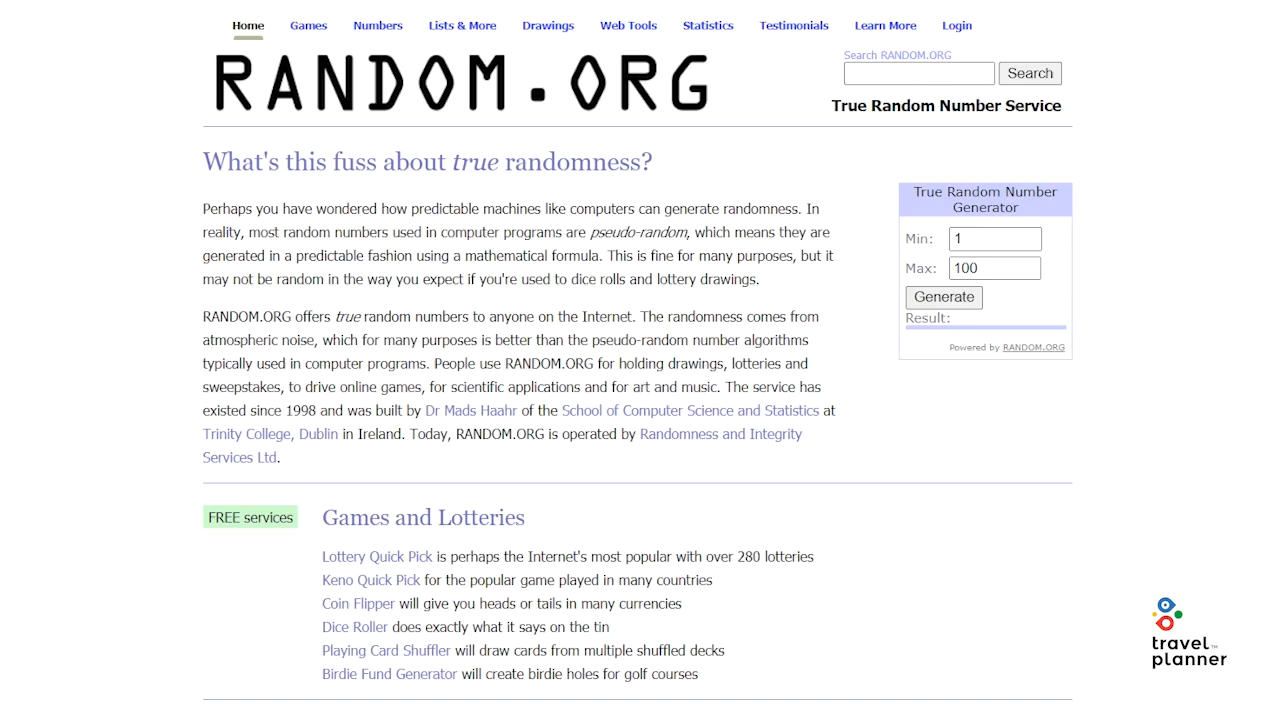 Home Games Numbers Lists & More Drawings Web Tools Statistics Testimonials Learn More Login
RANDOM.ORG
Search RANDOM.ORG
Search
True Random Number Service
What's this fuss about true randomness?
Perhaps you have wondered how predictable machines like computers can generate randomness. In
reality, most random numbers used in computer programs are pseudo-random, which means they are
generated in a predictable fashion using a mathematical formula. This is fine for many purposes, but it
may not be random in the way you expect if you're used to dice rolls and lottery drawings.
RANDOM.ORG offers true random numbers to anyone on the Internet. The randomness comes from
atmospheric noise, which for many purposes is better than the pseudo-random number algorithms
typically used in computer programs. People use RANDOM.ORG for holding drawings, lotteries and
sweepstakes, to drive online games, for scientific applications and for art and music. The service has
existed since 1998 and was built by Dr Mads Haahr of the School of Computer Science and Statistics at
Trinity College, Dublin in Ireland. Today, RANDOM.ORG is operated by Randomness and Integrity
Services Ltd.
True Random Number
Generator
Min: 1
Max: 100
Generate
Result:
Powered by RANDOM.ORG
FREE services
Games and Lotteries
Lottery Quick Pick is perhaps the Internet's most popular with over 280 lotteries
Keno Quick Pick for the popular game played in many countries
Coin Flipper will give you heads or tails in many currencies
Dice Roller does exactly what it says on the tin
Playing Card Shuffler will draw cards from multiple shuffled decks
Birdie Fund Generator will create birdie holes for golf courses
travel™
planner